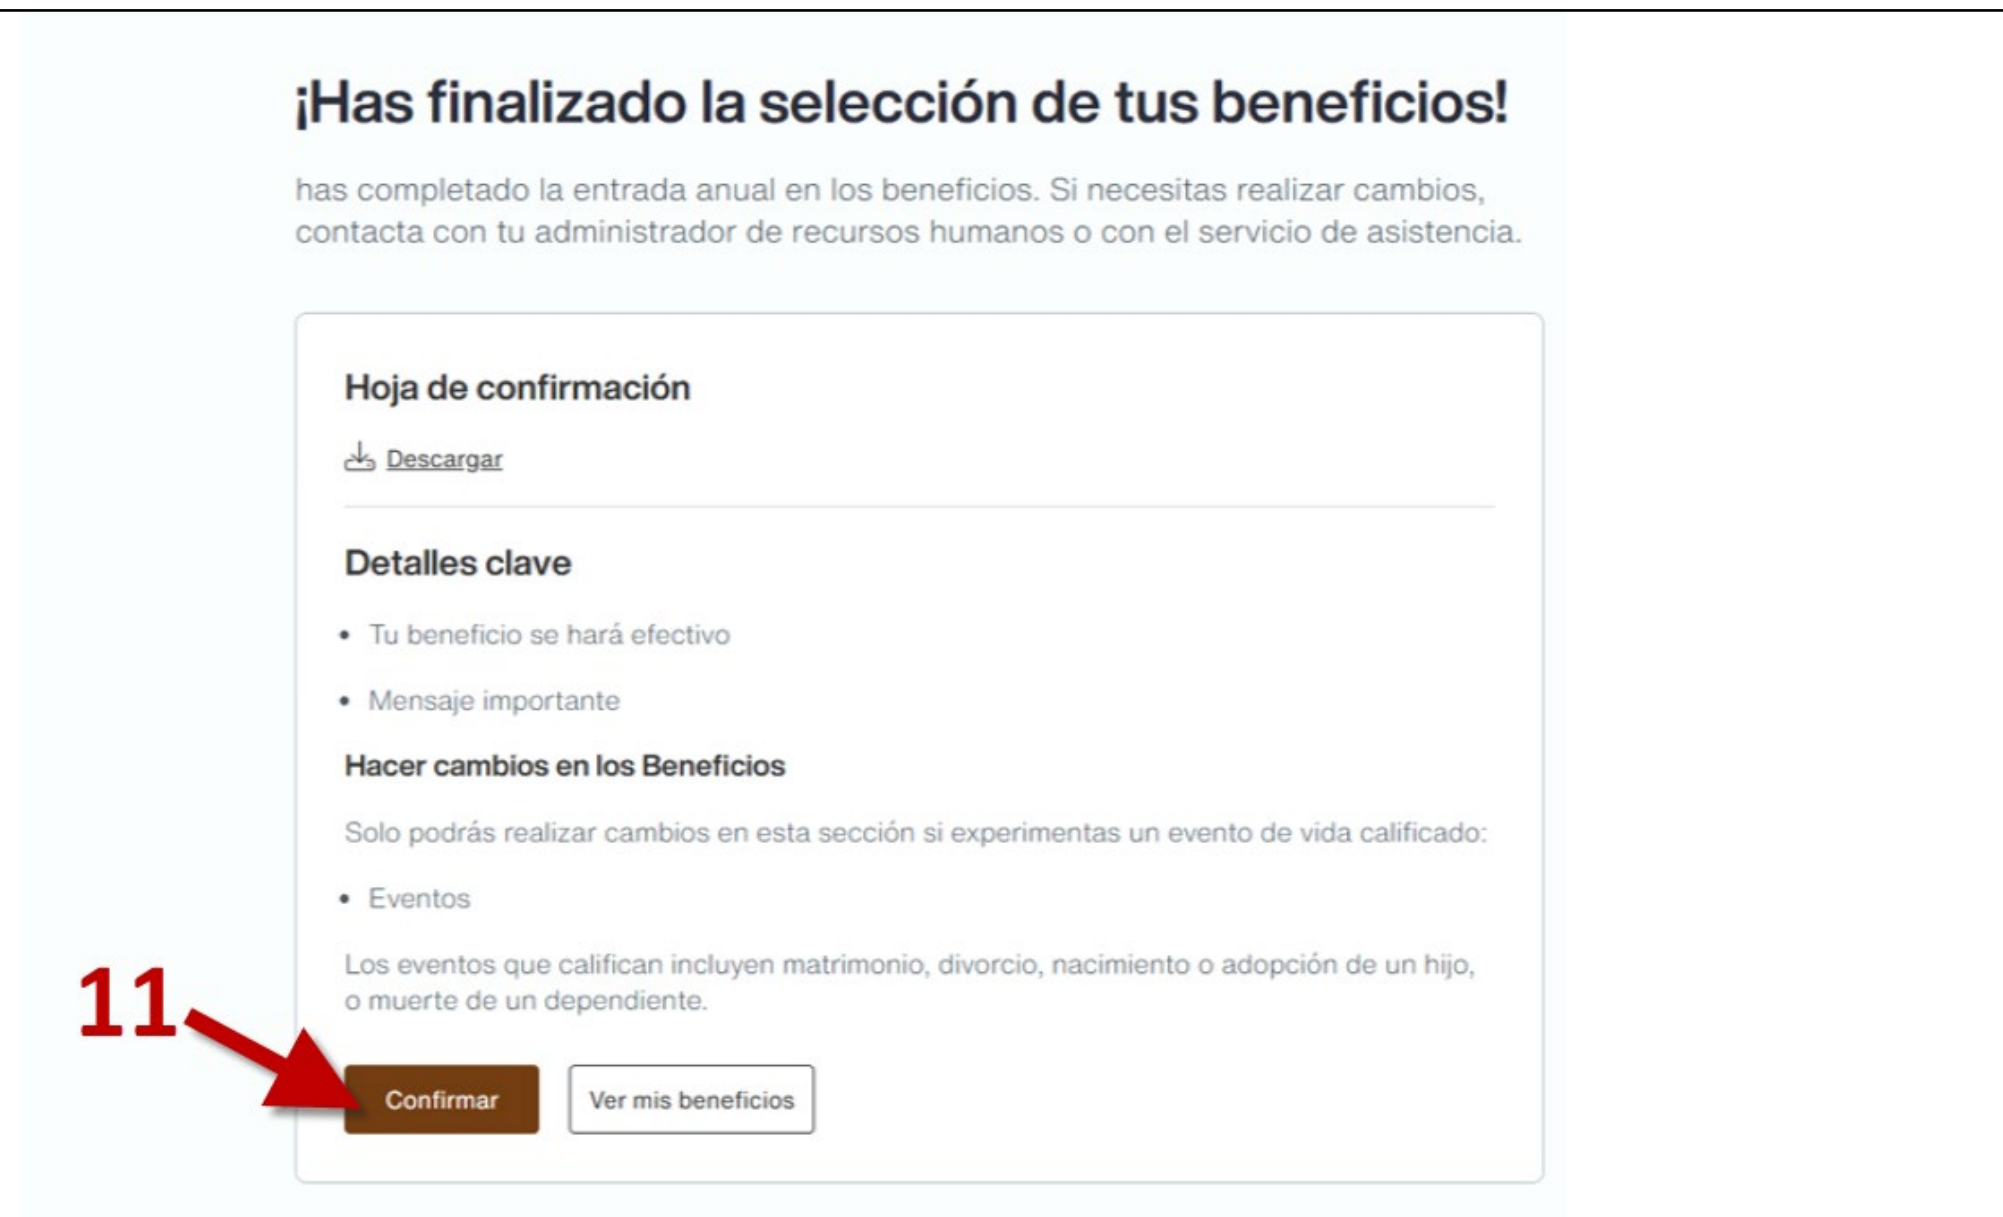 ¡Has finalizado la selección de tus beneficios!
has completado la entrada anual en los beneficios. Si necesitas realizar cambios,
contacta con tu administrador de recursos humanos o con el servicio de asistencia.
Hoja de confirmación
Descargar
Detalles clave
• Tu beneficio se hará efectivo
• Mensaje importante
Hacer cambios en los Beneficios
Solo podrás realizar cambios en esta sección si experimentas un evento de vida calificado:
• Eventos
Los eventos que califican incluyen matrimonio, divorcio, nacimiento o adopción de un hijo,
o muerte de un dependiente.
11
Confirmar
Ver mis beneficios